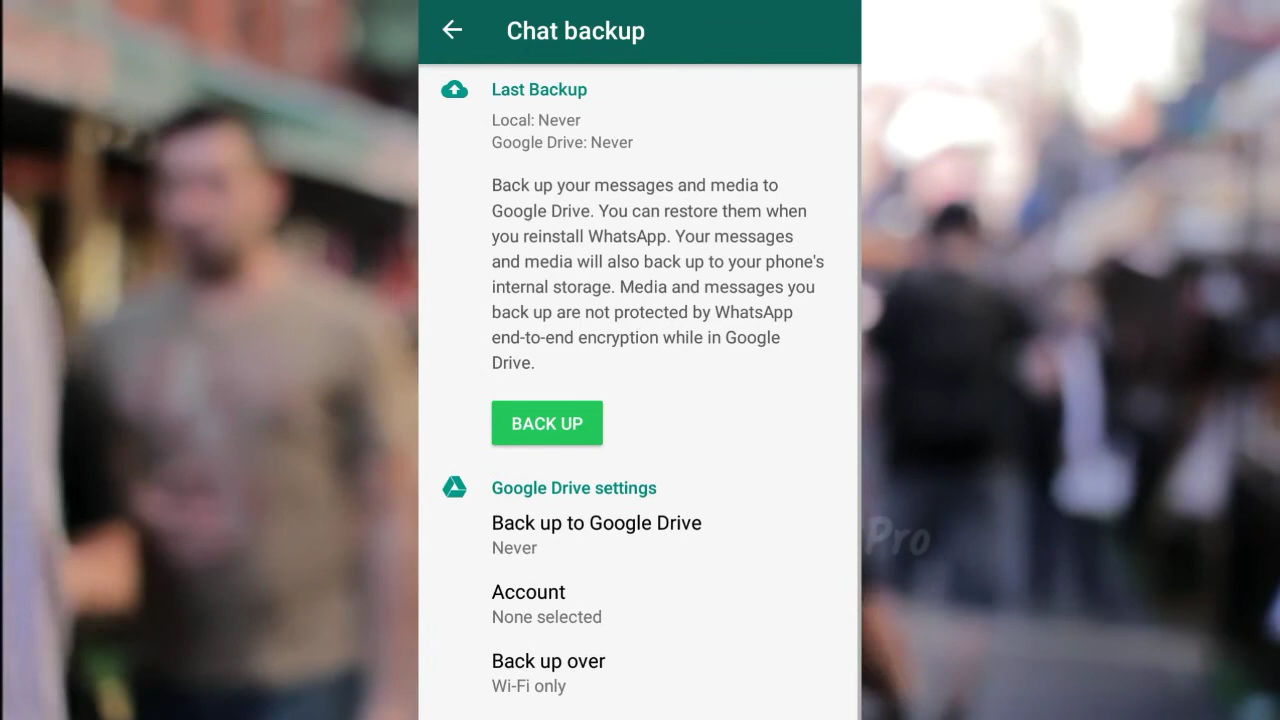 Chat backup
Last Backup
Local: Never
Google Drive: Never
Back up your messages and media to
Google Drive. You can restore them when
you reinstall WhatsApp. Your messages
and media will also back up to your phone's
internal storage. Media and messages you
back up are not protected by WhatsApp
end-to-end encryption while in Google
Drive.
BACK UP
Google Drive settings
Back up to Google Drive
Never
Account
None selected
Back up over
Wi-Fi only
Pro